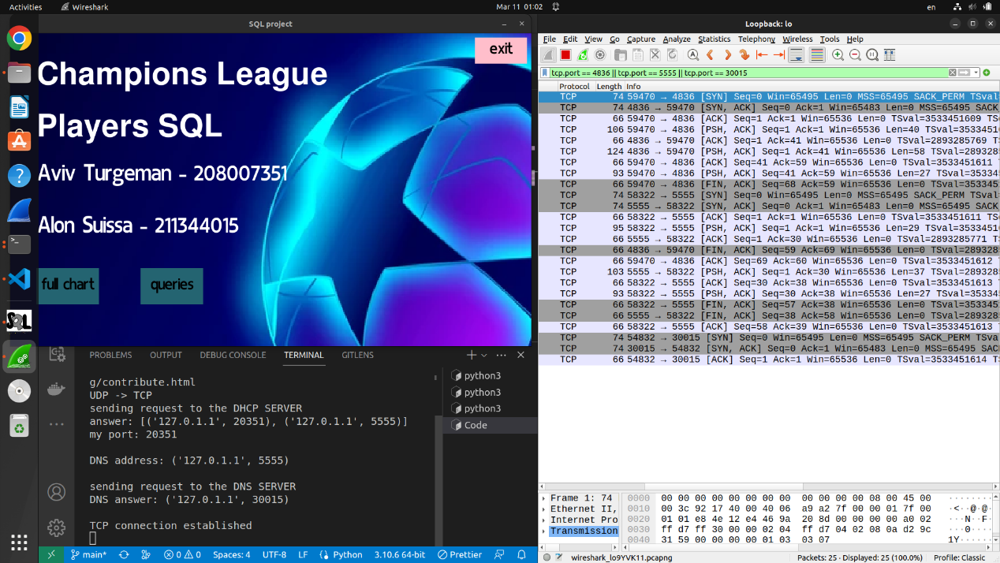 Activities Wireshark Mar 11 01:02 en
SQL project
exit
Champions League
Players SQL
Aviv Turgeman - 208007351
Alon Suissa - 211344015
full chart queries
PROBLEMS OUTPUT DEBUG CONSOLE TERMINAL GITLENS
g/contribute.html
UDP -> TCP
sending request to the DHCP SERVER
answer: [('127.0.1.1', 20351), ('127.0.1.1', 5555)]
my port: 20351
DNS address: ('127.0.1.1', 5555)
sending request to the DNS SERVER
DNS answer: ('127.0.1.1', 30015)
TCP connection established
python3
python3
python3
Code
main* 0 0 Spaces: 4 UTF-8 LF Python 3.10.6 64-bit Prettier
Loopback: lo
File Edit View Go Capture Analyze Statistics Telephony Wireless Tools Help
tcp.port == 4836 || tcp.port == 5555 || tcp.port == 30015
Protocol Length Info
TCP 74 59470 → 4836 [SYN] Seq=0 Win=65495 Len=0 MSS=65495 SACK_PERM TSval=
TCP 74 4836 → 59470 [SYN, ACK] Seq=0 Ack=1 Win=65483 Len=0 MSS=65495 SAC
TCP 66 59470 → 4836 [ACK] Seq=1 Ack=1 Win=65536 Len=0 TSval=3533451609 TS
TCP 106 59470 → 4836 [PSH, ACK] Seq=1 Ack=1 Win=65536 Len=40 TSval=3533451
TCP 66 4836 → 59470 [ACK] Seq=1 Ack=41 Win=65536 Len=0 TSval=2893285769 T
TCP 124 4836 → 59470 [PSH, ACK] Seq=1 Ack=41 Win=65536 Len=58 TSval=289328
TCP 66 59470 → 4836 [ACK] Seq=41 Ack=59 Win=65536 Len=0 TSval=3533451611
TCP 93 59470 → 4836 [PSH, ACK] Seq=41 Ack=59 Win=65536 Len=27 TSval=35334
TCP 66 59470 → 4836 [FIN, ACK] Seq=68 Ack=59 Win=65536 Len=0 TSval=353345
TCP 74 58322 → 5555 [SYN] Seq=0 Win=65495 Len=0 MSS=65495 SACK_PERM TSval
TCP 74 5555 → 58322 [SYN, ACK] Seq=0 Ack=1 Win=65483 Len=0 MSS=65495 SAC
TCP 66 58322 → 5555 [ACK] Seq=1 Ack=1 Win=65536 Len=0 TSval=3533451611 TS
TCP 95 58322 → 5555 [PSH, ACK] Seq=1 Ack=1 Win=65536 Len=29 TSval=3533451
TCP 66 5555 → 58322 [ACK] Seq=1 Ack=30 Win=65536 Len=0 TSval=2893285771 T
TCP 66 4836 → 59470 [FIN, ACK] Seq=59 Ack=69 Win=65536 Len=0 TSval=289328
TCP 66 59470 → 4836 [ACK] Seq=69 Ack=60 Win=65536 Len=0 TSval=3533451612
TCP 103 5555 → 58322 [PSH, ACK] Seq=1 Ack=30 Win=65536 Len=37 TSval=289328
TCP 66 58322 → 5555 [ACK] Seq=30 Ack=38 Win=65536 Len=0 TSval=3533451613
TCP 93 58322 → 5555 [PSH, ACK] Seq=30 Ack=38 Win=65536 Len=27 TSval=35334
TCP 66 58322 → 5555 [FIN, ACK] Seq=57 Ack=38 Win=65536 Len=0 TSval=353345
TCP 66 5555 → 58322 [FIN, ACK] Seq=38 Ack=58 Win=65536 Len=0 TSval=289328
TCP 66 58322 → 5555 [ACK] Seq=58 Ack=39 Win=65536 Len=0 TSval=3533451613
TCP 74 54832 → 30015 [SYN] Seq=0 Win=65495 Len=0 MSS=65495 SACK_PERM TSva
TCP 74 30015 → 54832 [SYN, ACK] Seq=0 Ack=1 Win=65483 Len=0 MSS=65495 SA
TCP 66 54832 → 30015 [ACK] Seq=1 Ack=1 Win=65536 Len=0 TSval=3533451614 T
Frame 1: 74 0000 00 00 00 00 00 00 00 00 00 00 00 00 08 00 45 00
Ethernet II, 0010 00 3c 92 17 40 00 40 06 a9 a2 7f 00 00 01 7f 00 ·<··@·@·
Internet Pro 0020 01 01 e8 4e 12 e4 46 9a 20 8d 00 00 00 00 a0 02 ···N··F·
Transmission 0030 ff d7 ff 30 00 00 02 04 ff d7 04 02 08 0a d2 9c ···0····
0040 31 59 00 00 00 00 01 03 03 07 1Y······
wireshark_lo9YVK11.pcapng Packets: 25 · Displayed: 25 (100.0%) Profile: Classic